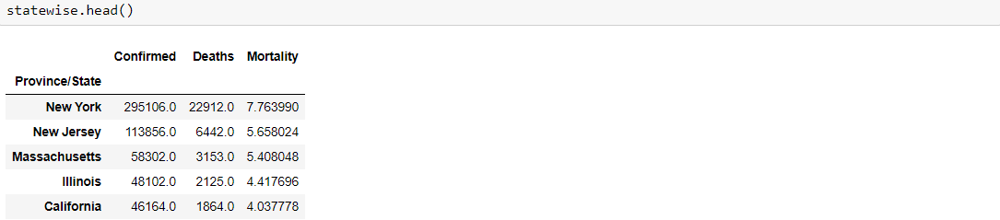 statewise.head()
Confirmed Deaths Mortality
Province/State
New York 295106.0 22912.0 7.763990
New Jersey 113856.0 6442.0 5.658024
Massachusetts 58302.0 3153.0 5.408048
Illinois 48102.0 2125.0 4.417696
California 46164.0 1864.0 4.037778